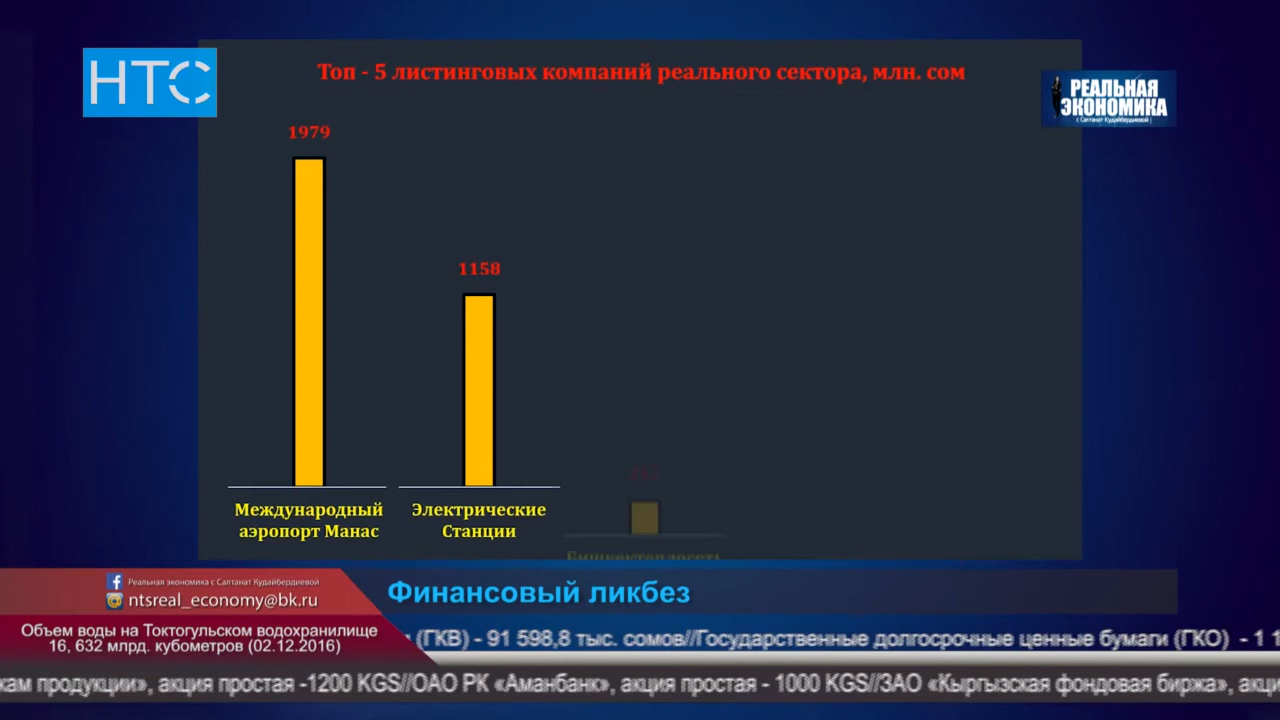 НТС
Топ - 5 листинговых компаний реального сектора, млн. сом
РЕАЛЬНАЯ
ЭКОНОМИКА
с Салтанат Кудайбердиевой
1979
1158
Международный
аэропорт Манас
Электрические
Станции
Реальная экономика с Салтанат Кудайбердиевой
ntsreal_economy@bk.ru
Финансовый ликбез
Объем воды на Токтогульском водохранилище
16, 632 млрд. кубометров (02.12.2016)
(ГКВ) - 91 598,8 тыс. сомов//Государственные долгосрочные ценные бумаги (ГКО) - 1 1
кам продукции», акция простая -1200 KGS//ОАО РК «Аманбанк», акция простая - 1000 KGS//ЗАО «Кыргызская фондовая биржа», акци